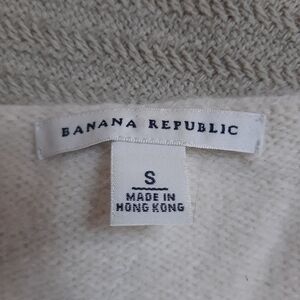 BANANA REPUBLIC
S
MADE IN
HONG KONG